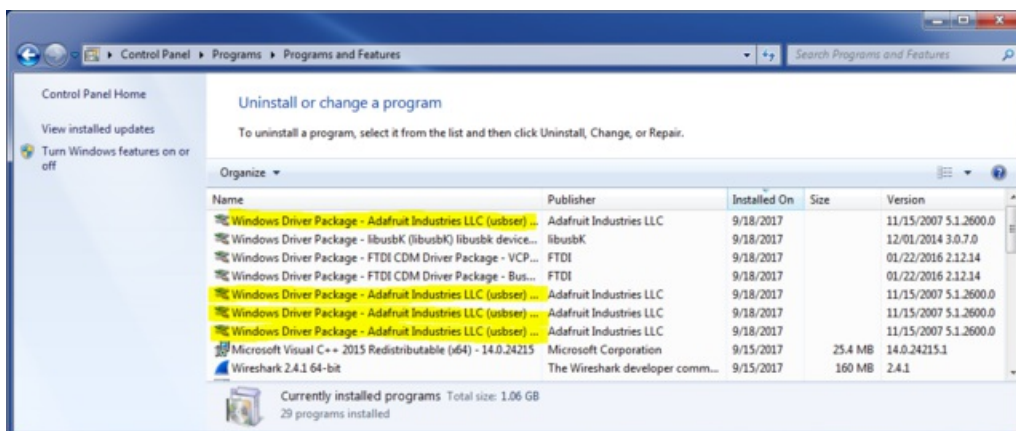 Control Panel ▸ Programs ▸ Programs and Features
Search Programs and Features
Control Panel Home
View installed updates
Turn Windows features on or
off
Uninstall or change a program
To uninstall a program, select it from the list and then click Uninstall, Change, or Repair.
Organize
Name Publisher Installed On Size Version
Windows Driver Package - Adafruit Industries LLC (usbser) ... Adafruit Industries LLC 9/18/2017 11/15/2007 5.1.2600.0
Windows Driver Package - libusbK (libusbK) libusbk device... libusbK 9/18/2017 12/01/2014 3.0.7.0
Windows Driver Package - FTDI CDM Driver Package - VCP... FTDI 9/18/2017 01/22/2016 2.12.14
Windows Driver Package - FTDI CDM Driver Package - Bus... FTDI 9/18/2017 01/22/2016 2.12.14
Windows Driver Package - Adafruit Industries LLC (usbser) ... Adafruit Industries LLC 9/18/2017 11/15/2007 5.1.2600.0
Windows Driver Package - Adafruit Industries LLC (usbser) ... Adafruit Industries LLC 9/18/2017 11/15/2007 5.1.2600.0
Windows Driver Package - Adafruit Industries LLC (usbser) ... Adafruit Industries LLC 9/18/2017 11/15/2007 5.1.2600.0
Microsoft Visual C++ 2015 Redistributable (x64) - 14.0.24215 Microsoft Corporation 9/15/2017 25.4 MB 14.0.24215.1
Wireshark 2.4.1 64-bit The Wireshark developer comm... 9/15/2017 160 MB 2.4.1
Currently installed programs Total size: 1.06 GB
29 programs installed